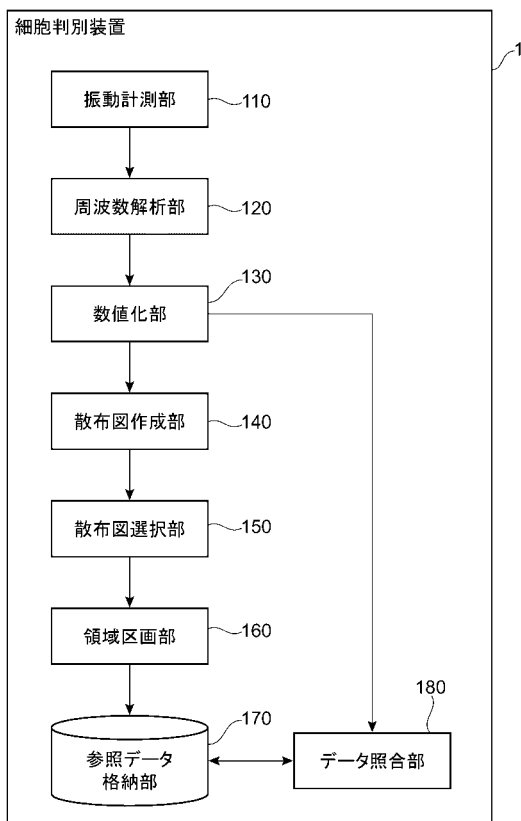 細胞判別装置
1
振動計測部
110
周波数解析部
120
数値化部
130
散布図作成部
140
散布図選択部
150
領域区画部
160
参照データ
格納部
170
データ照合部
180